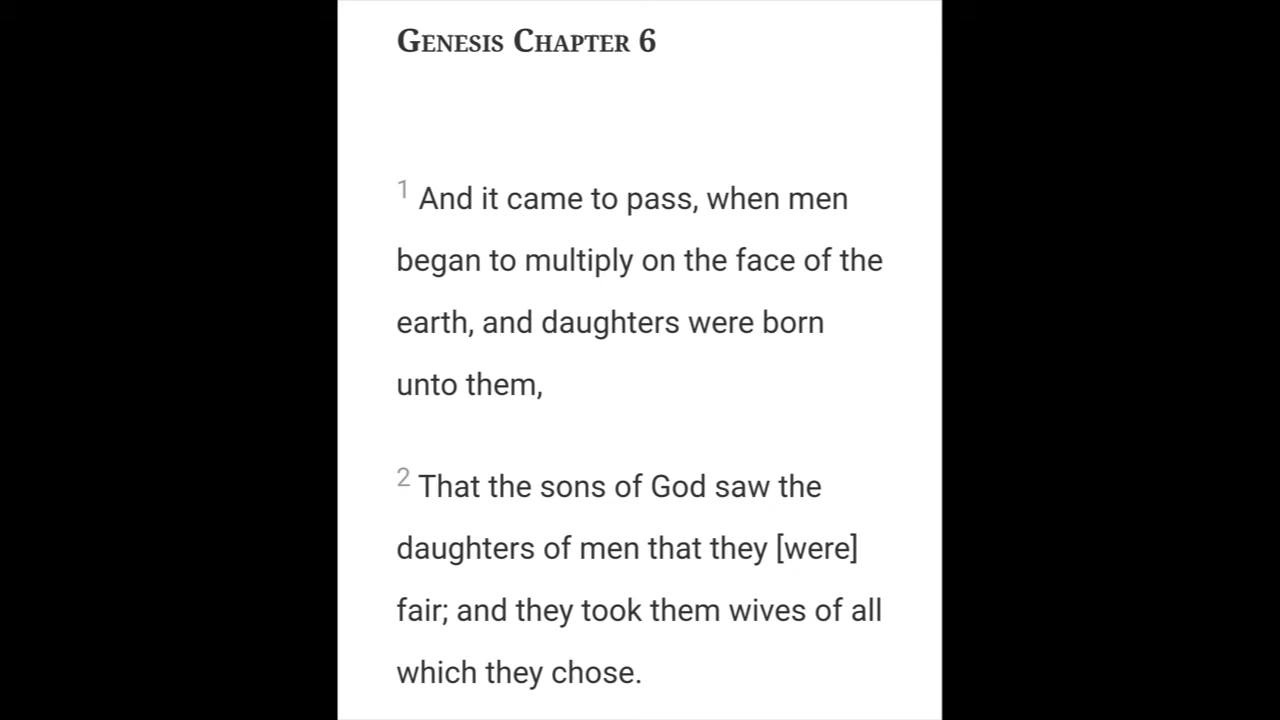 Genesis Chapter 6
1 And it came to pass, when men
began to multiply on the face of the
earth, and daughters were born
unto them,
2 That the sons of God saw the
daughters of men that they [were]
fair; and they took them wives of all
which they chose.